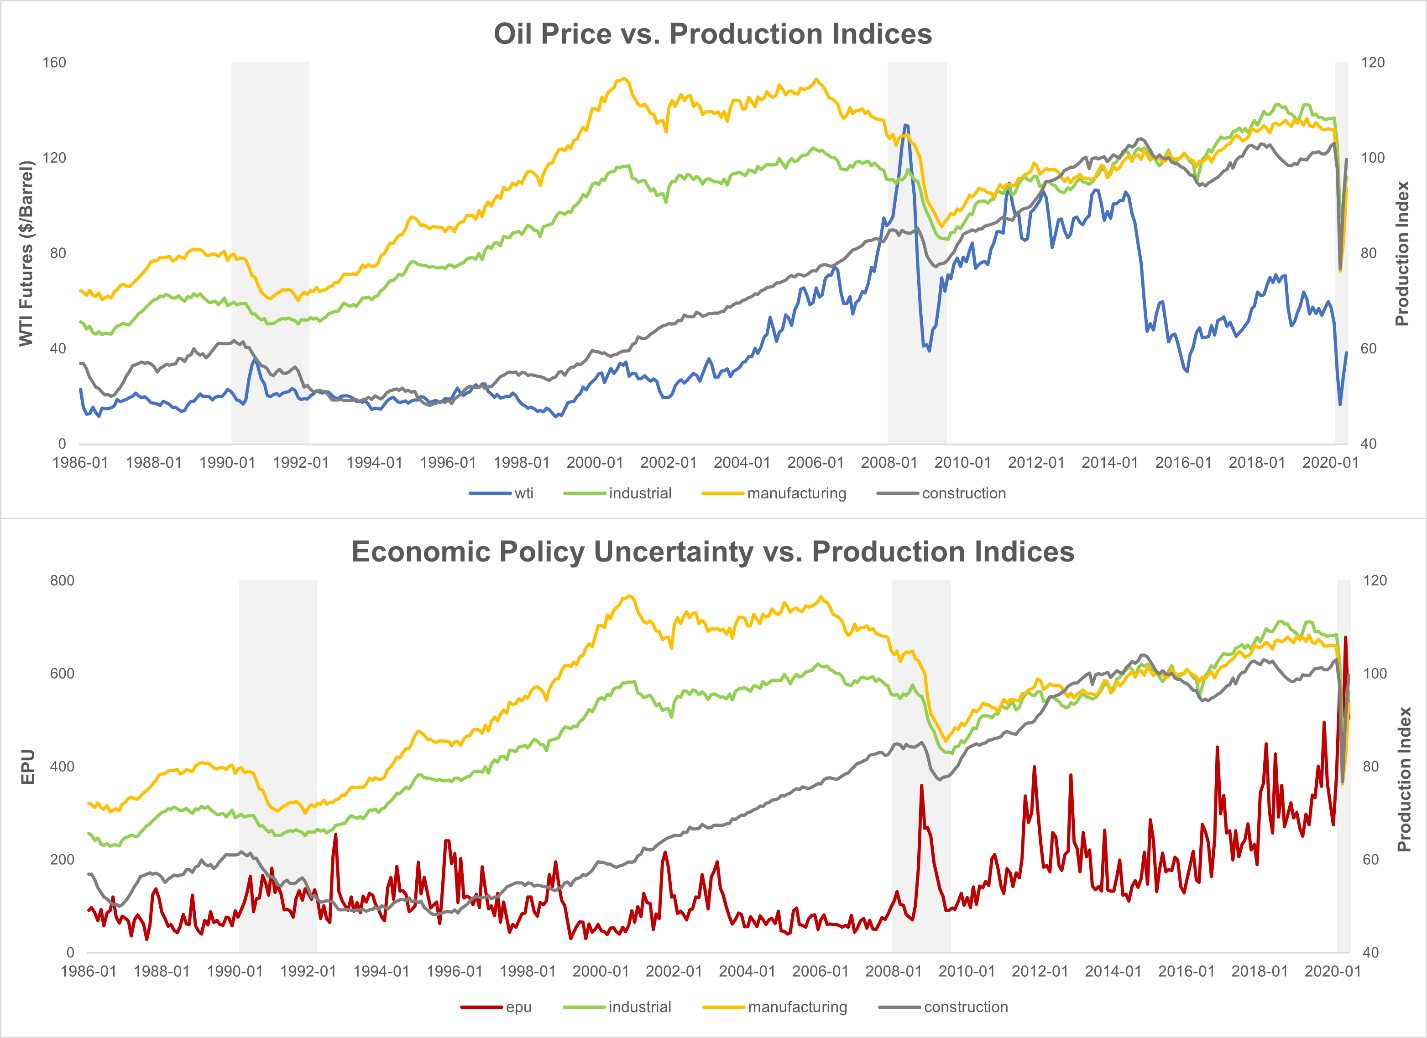 Oil Price vs. Production Indices
160
120
80
40
0
WTI Futures ($/Barrel)
120
100
80
60
40
Production Index
1986-01 1988-01 1990-01 1992-01 1994-01 1996-01 1998-01 2000-01 2002-01 2004-01 2006-01 2008-01 2010-01 2012-01 2014-01 2016-01 2018-01 2020-01
wti industrial manufacturing construction
Economic Policy Uncertainty vs. Production Indices
800
600
400
200
0
EPU
120
100
80
60
40
Production Index
1986-01 1988-01 1990-01 1992-01 1994-01 1996-01 1998-01 2000-01 2002-01 2004-01 2006-01 2008-01 2010-01 2012-01 2014-01 2016-01 2018-01 2020-01
epu industrial manufacturing construction